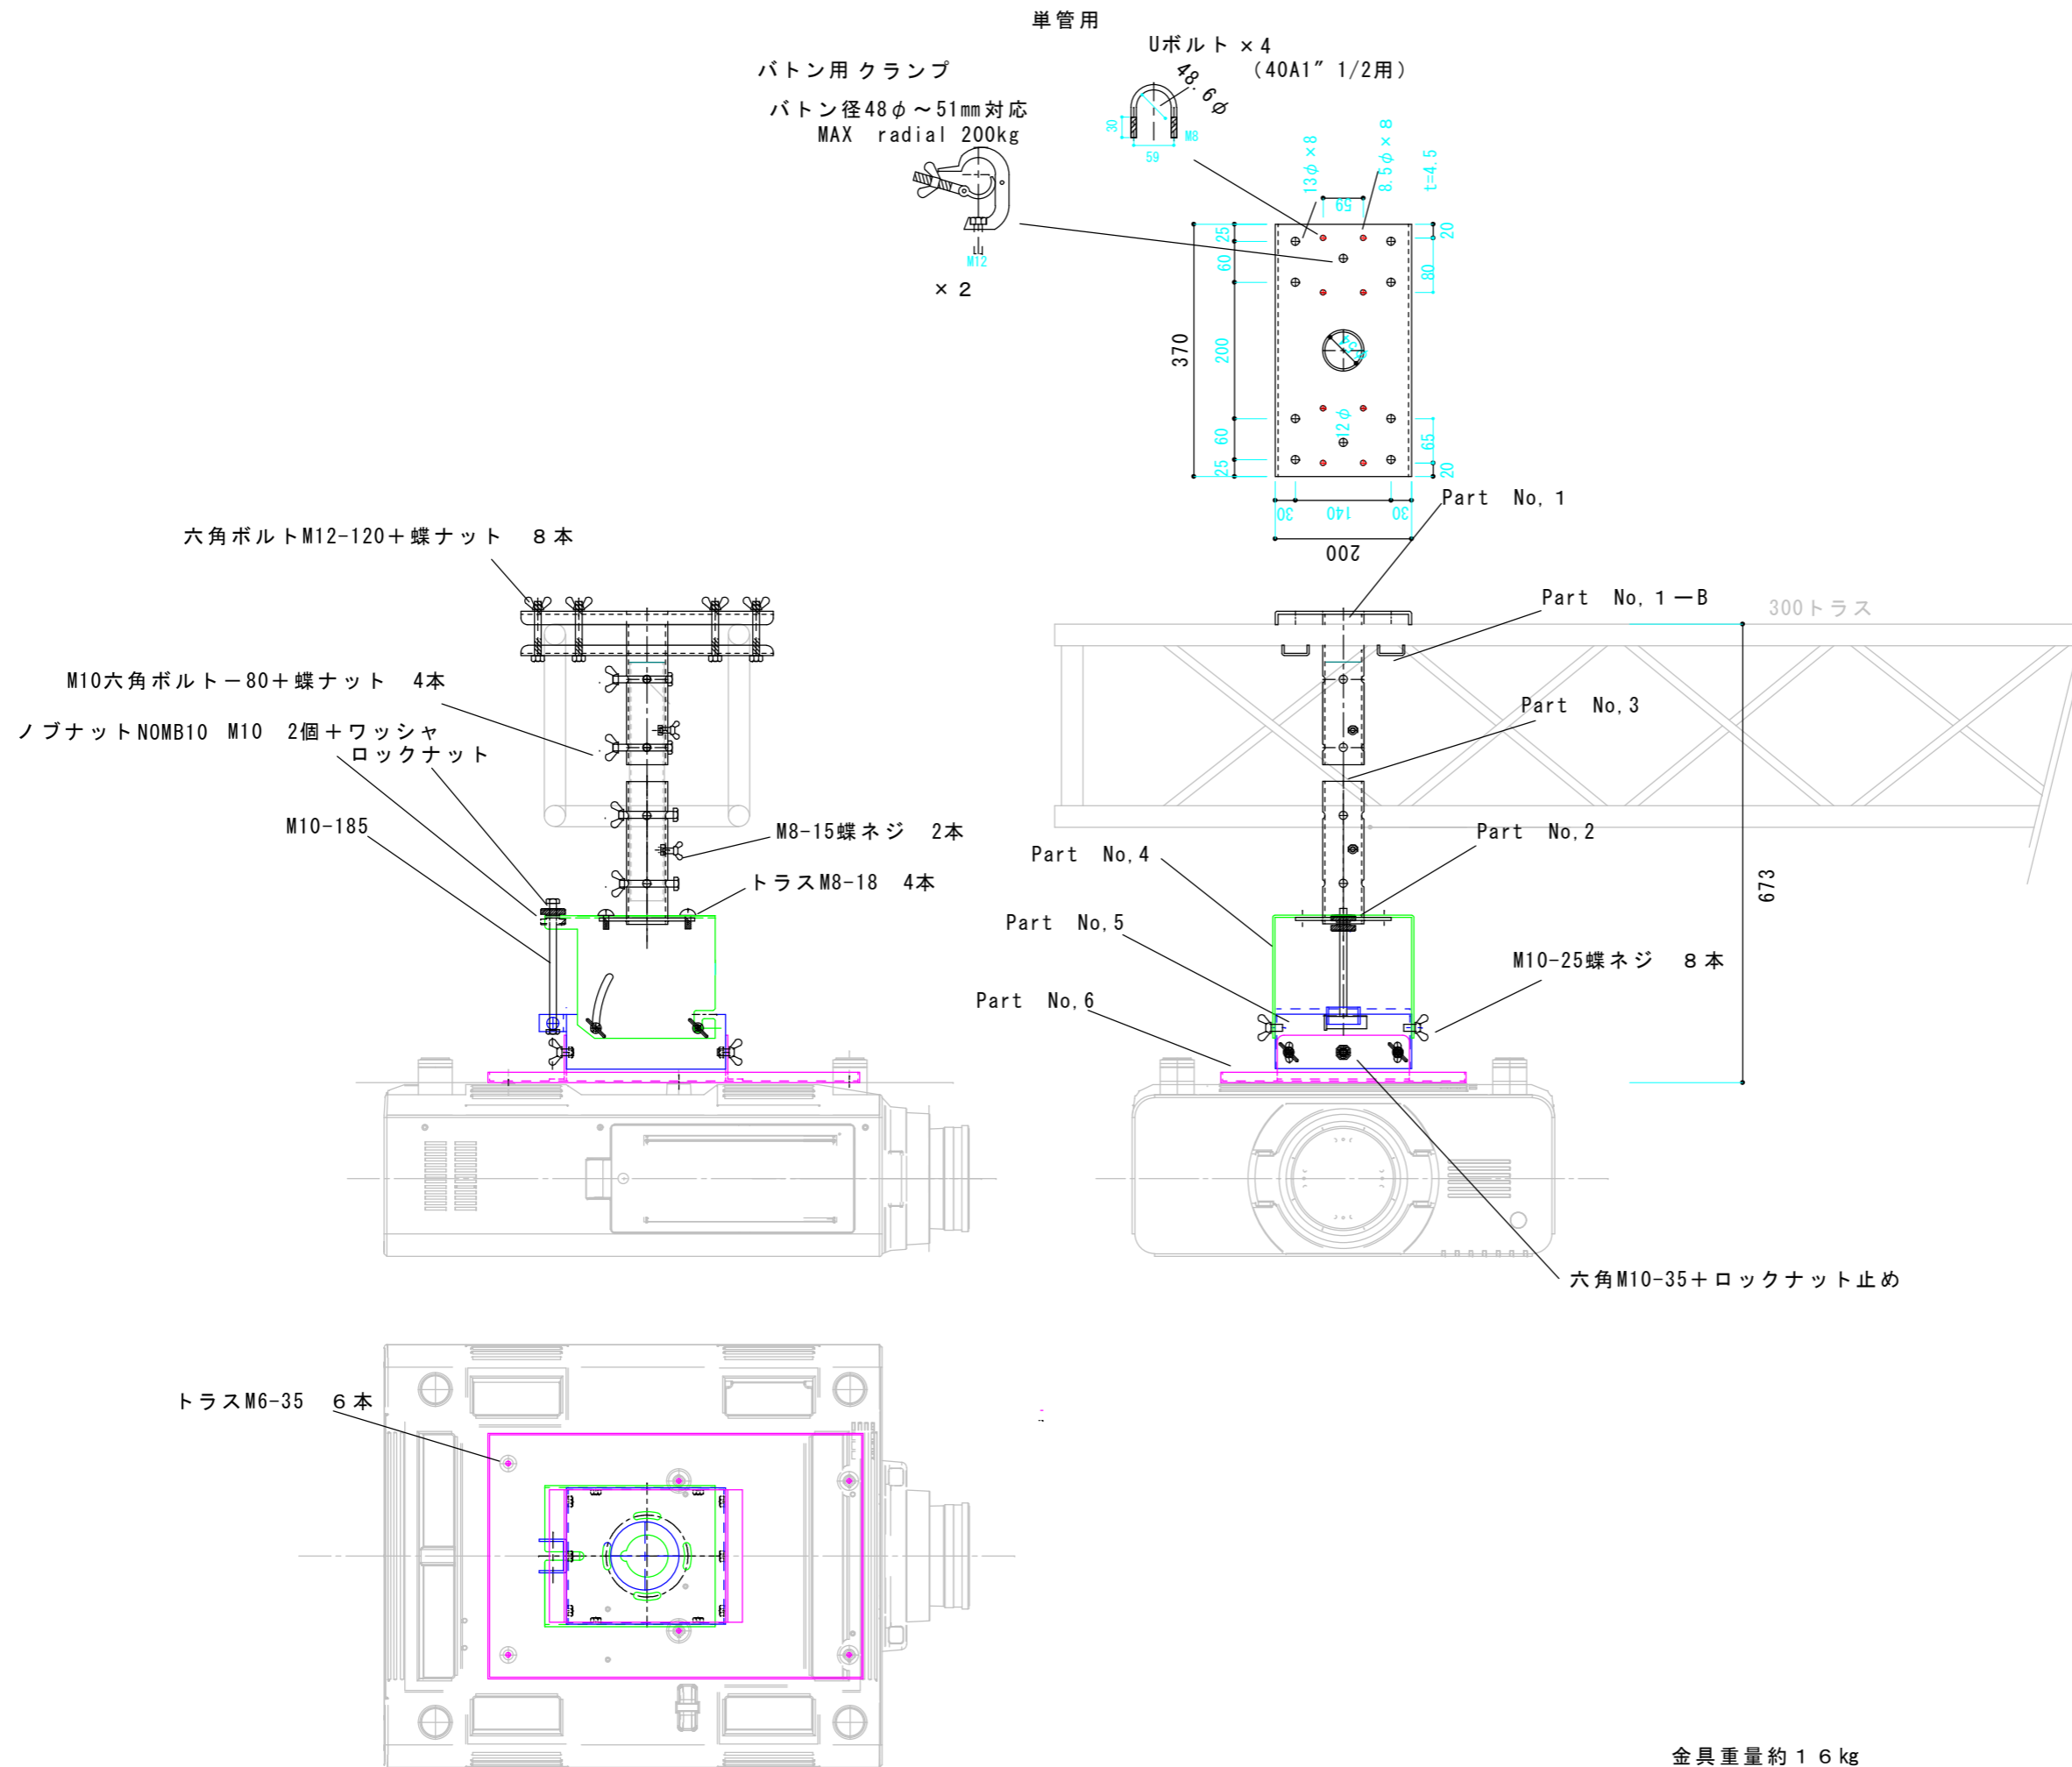 単管用
Uボルト ×4
(40A1" 1/2用)
バトン用 クランプ
バトン径48φ～51mm対応
MAX radial 200kg
48.6φ
30
M8
59
M12
× 2
13φ×8
8.5φ×8
t=4.5
59
25
60
200
60
25
370
20
80
65
20
12φ
30
140
30
200
Part No,1
六角ボルトM12-120＋蝶ナット 8本
Part No,1－B
300トラス
M10六角ボルト－80＋蝶ナット 4本
ノブナットNOMB10 M10 2個＋ワッシャ
ロックナット
Part No,3
M10-185
M8-15蝶ネジ 2本
Part No,2
Part No,4
トラスM8-18 4本
673
Part No,5
M10-25蝶ネジ 8本
Part No,6
六角M10-35＋ロックナット止め
トラスM6-35 6本
金具重量約16kg